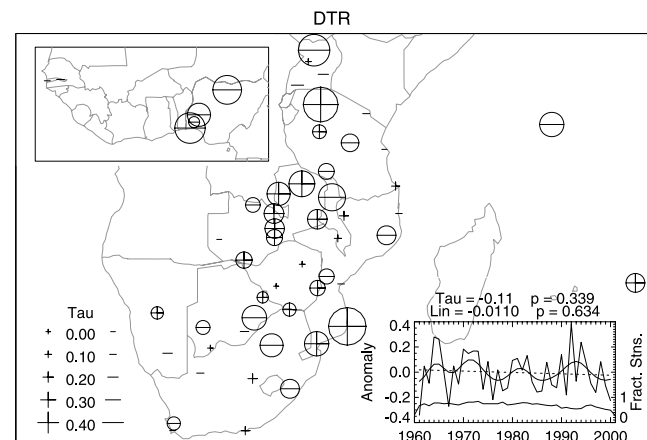 DTR
Tau = -0.11 p = 0.339
Lin = -0.0110 p = 0.634
Tau
0.00
0.10
0.20
0.30
0.40
Anomaly
0.4
0.2
0.0
-0.2
-0.4
Fract. Stns.
1
0
1960 1970 1980 1990 2000